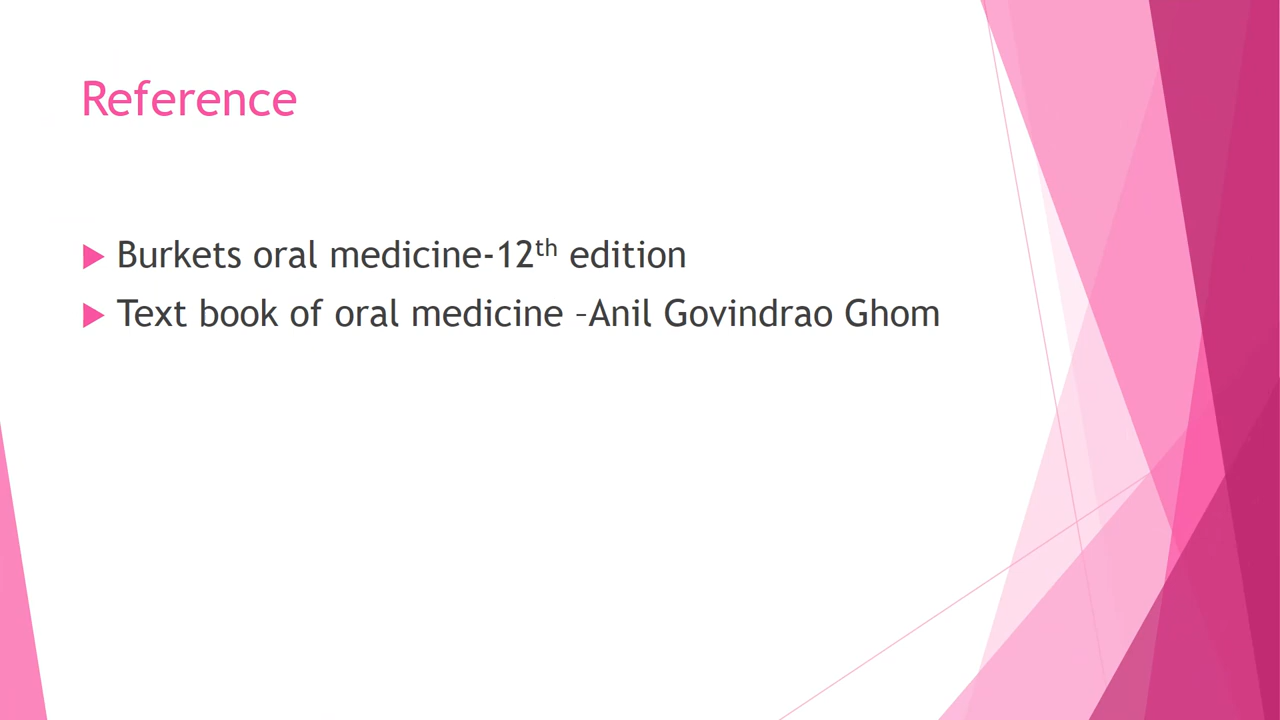 Reference
Burkets oral medicine-12th edition
Text book of oral medicine –Anil Govindrao Ghom